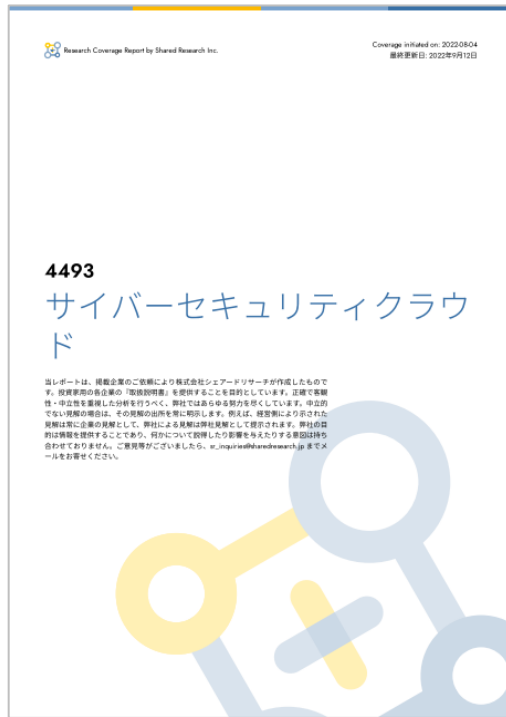 Research Coverage Report by Shared Research Inc.
Coverage initiated on: 2022-08-04
最終更新日: 2022年9月12日
4493
サイバーセキュリティクラウ
ド
当レポートは、掲載企業のご依頼により株式会社シェアードリサーチが作成したもので
す。投資家用の各企業の『取扱説明書』を提供することを目的としています。正確で客観
性・中立性を重視した分析を行うべく、弊社ではあらゆる努力を尽くしています。中立的
でない見解の場合は、その見解の出所を常に明示します。例えば、経営側により示された
見解は常に企業の見解として、弊社による見解は弊社見解として提示されます。弊社の目
的は情報を提供することであり、何かについて説得したり影響を与えたりする意図は持ち
合わせておりません。ご意見等がございましたら、sr_inquiries@sharedresearch.jp までメ
ールをお寄せください。